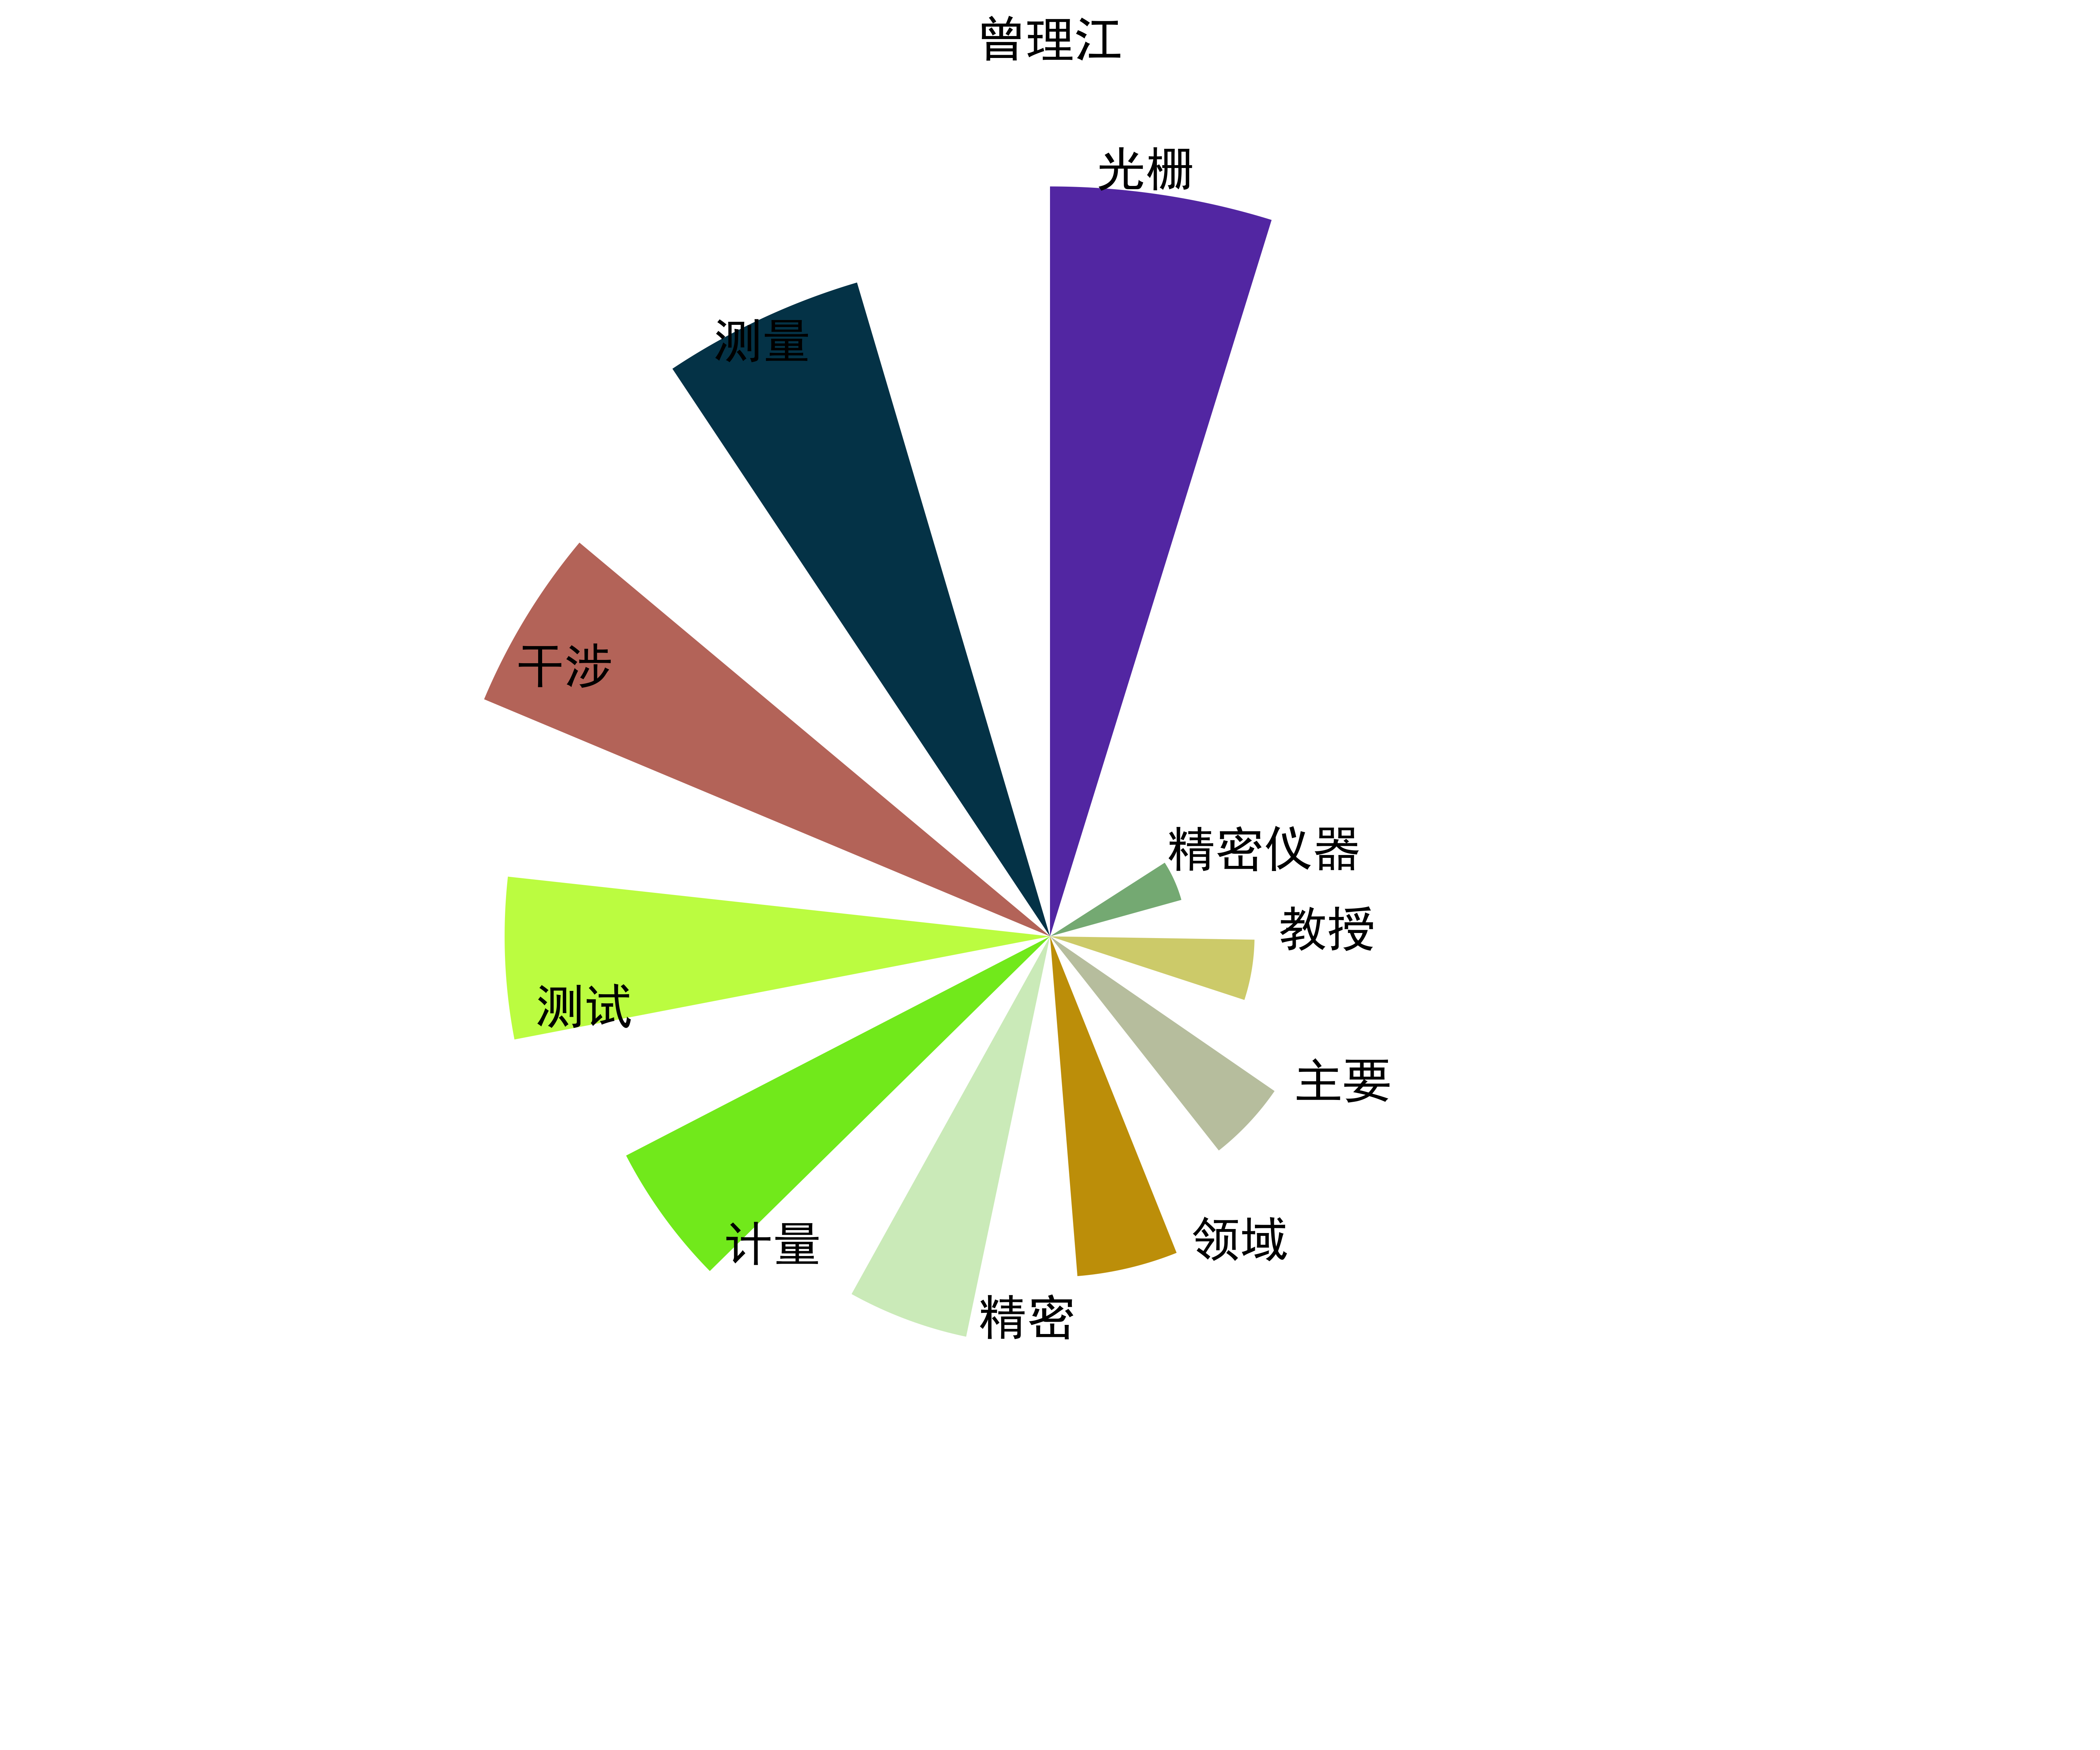 曾理江
光栅
测量
干涉
精密仪器
教授
测试
主要
领域
计量
精密